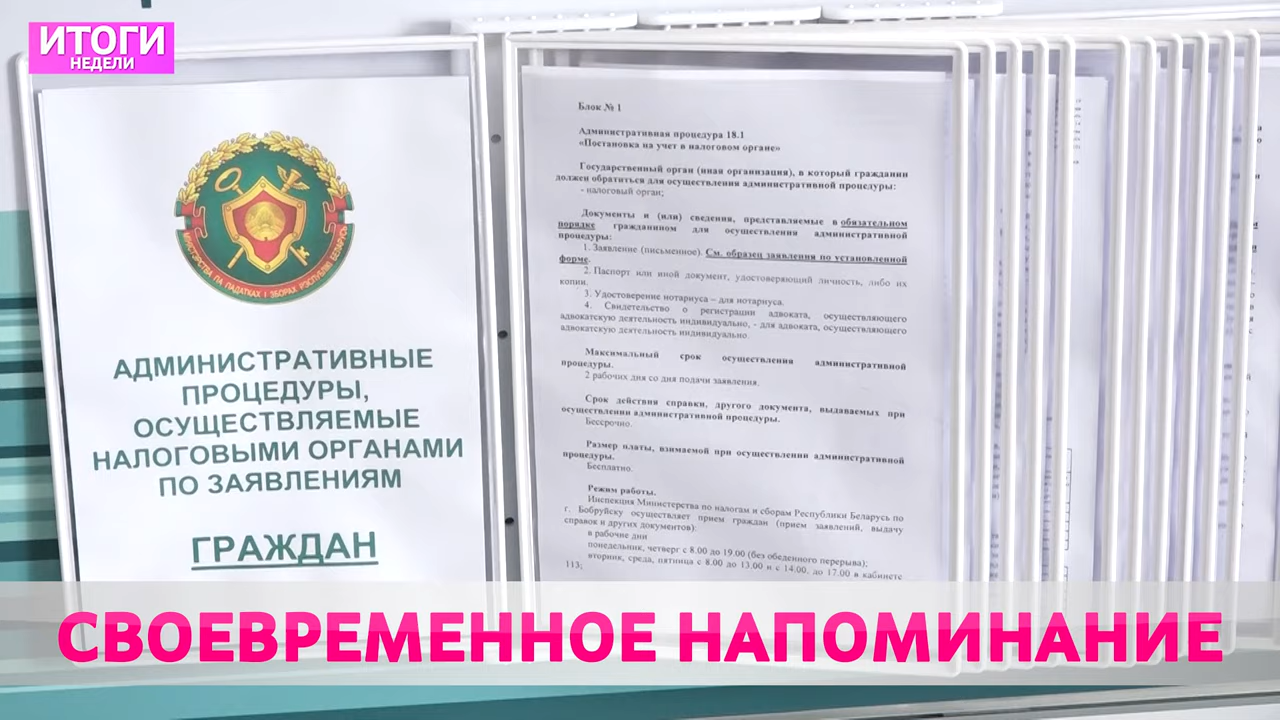 ИТОГИ
НЕДЕЛИ
МІНІСТЭРСТВА ПА ПАДАТКАХ І ЗБОРАХ РЭСПУБЛІКІ БЕЛАРУСЬ
АДМИНИСТРАТИВНЫЕ
ПРОЦЕДУРЫ,
ОСУЩЕСТВЛЯЕМЫЕ
НАЛОГОВЫМИ ОРГАНАМИ
ПО ЗАЯВЛЕНИЯМ
ГРАЖДАН
Блок № 1
Административная процедура 18.1
«Постановка на учет в налоговом органе»
Государственный орган (иная организация), в который гражданин
должен обратиться для осуществления административной процедуры:
- налоговый орган;
Документы и (или) сведения, представляемые в обязательном
порядке гражданином для осуществления административной
процедуры:
1. Заявление (письменное). См. образец заявления по установленной
форме.
2. Паспорт или иной документ, удостоверяющий личность, либо их
копии.
3. Удостоверение нотариуса – для нотариуса.
4. Свидетельство о регистрации адвоката, осуществляющего
адвокатскую деятельность индивидуально, - для адвоката, осуществляющего
адвокатскую деятельность индивидуально.
Максимальный срок осуществления административной
процедуры.
2 рабочих дня со дня подачи заявления.
Срок действия справки, другого документа, выдаваемых при
осуществлении административной процедуры.
Бессрочно.
Размер платы, взимаемой при осуществлении административной
процедуры.
Бесплатно.
Режим работы.
Инспекция Министерства по налогам и сборам Республики Беларусь по
г. Бобруйску осуществляет прием граждан (прием заявлений, выдачу
справок и других документов):
в рабочие дни
понедельник, четверг с 8.00 до 19.00 (без обеденного перерыва);
вторник, среда, пятница с 8.00 до 13.00 и с 14.00. до 17.00 в кабинете
113;
СВОЕВРЕМЕННОЕ НАПОМИНАНИЕ